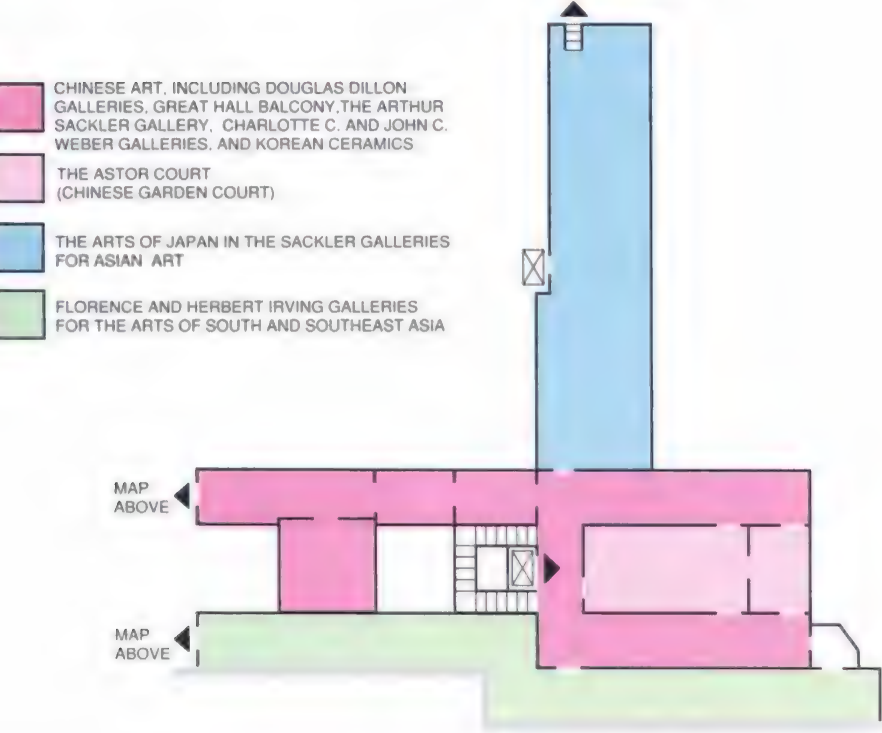 CHINESE ART, INCLUDING DOUGLAS DILLON
GALLERIES, GREAT HALL BALCONY,THE ARTHUR
SACKLER GALLERY, CHARLOTTE C. AND JOHN C.
WEBER GALLERIES, AND KOREAN CERAMICS
THE ASTOR COURT
(CHINESE GARDEN COURT)
THE ARTS OF JAPAN IN THE SACKLER GALLERIES
FOR ASIAN ART
FLORENCE AND HERBERT IRVING GALLERIES
FOR THE ARTS OF SOUTH AND SOUTHEAST ASIA
MAP
ABOVE
MAP
ABOVE